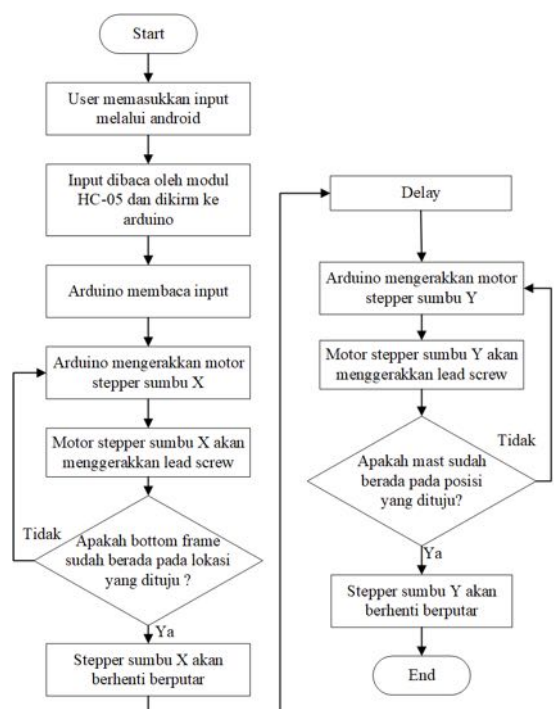 Start
User memasukkan input
melalui android
Input dibaca oleh modul
HC-05 dan dikirm ke
arduino
Arduino membaca input
Arduino mengerakkan motor
stepper sumbu X
Motor stepper sumbu X akan
menggerakkan lead screw
Tidak
Apakah bottom frame
sudah berada pada lokasi
yang dituju ?
Ya
Stepper sumbu X akan
berhenti berputar
Delay
Arduino mengerakkan motor
stepper sumbu Y
Motor stepper sumbu Y akan
menggerakkan lead screw
Tidak
Apakah mast sudah
berada pada posisi
yang dituju?
Ya
Stepper sumbu Y akan
berhenti berputar
End